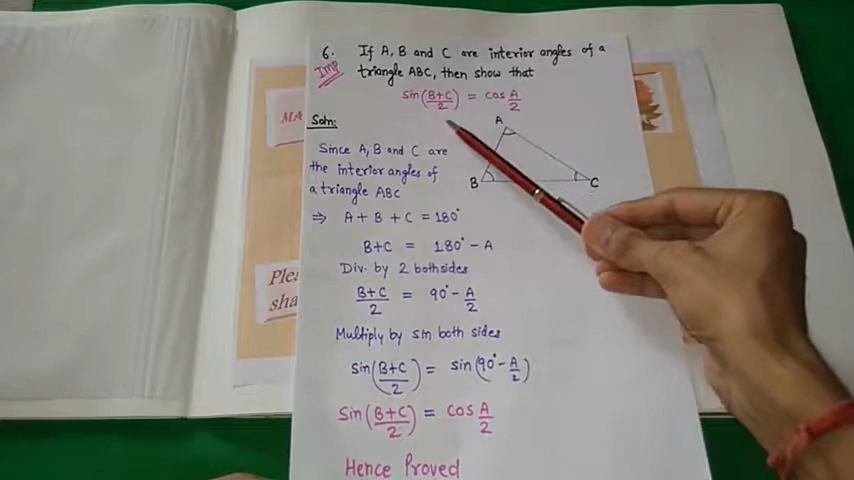 6. If A, B and C are interior angles of a
Imp triangle ABC, then show that
sin(B+C/2) = cos A/2
Soln:
A
B
C
Since A, B and C are
the interior angles of
a triangle ABC
⇒ A + B + C = 180°
B+C = 180° - A
Div. by 2 bothsides
B+C/2 = 90° - A/2
Multiply by sin both sides
sin(B+C/2) = sin(90° - A/2)
Sin(B+C/2) = cos A/2
Hence Proved
MA
Plea
sha